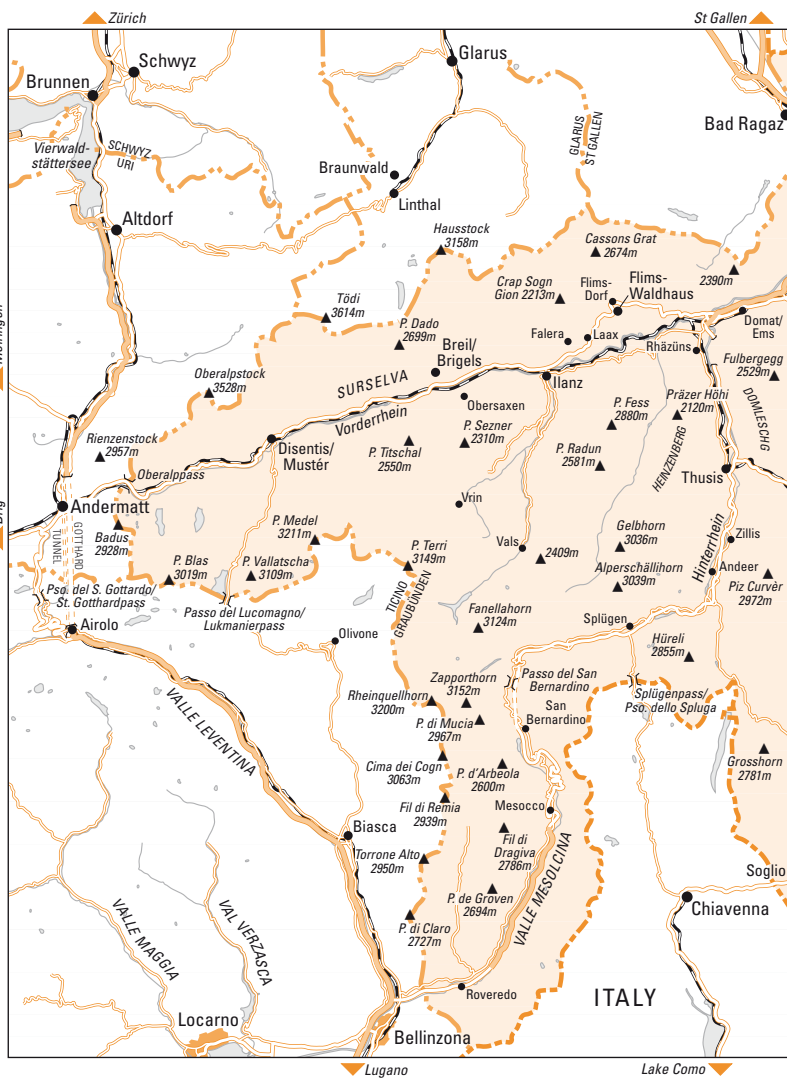 Zürich
St Gallen
Schwyz
Glarus
Brunnen
Bad Ragaz
Vierwald-
stättersee
SCHWYZ
URI
GLARUS
ST GALLEN
Braunwald
Linthal
Altdorf
Hausstock
3158m
Cassons Grat
2674m
2390m
Crap Sogn
Gion 2213m
Flims-
Dorf
Flims-
Waldhaus
Tödi
3614m
P. Dado
2699m
Domat/
Ems
Meiringen
Breil/
Brigels
Falera
Laax
Rhäzüns
Fulbergegg
2529m
Oberalpstock
3528m
SURSELVA
Vorderrhein
Ilanz
Obersaxen
P. Fess
2880m
Präzer Höhi
2120m
DOMLESCHG
Rienzenstock
2957m
Disentis/
Mustér
P. Titschal
2550m
P. Sezner
2310m
P. Radun
2581m
HEINZENBERG
Oberalppass
Thusis
Andermatt
Brig
Vrin
Badus
2928m
P. Medel
3211m
Vals
2409m
Gelbhorn
3036m
Zillis
TUNNEL
GOTTHARD
P. Blas
3019m
P. Vallatscha
3109m
P. Terri
3149m
Alperschällihorn
3039m
Hinterrhein
Andeer
Piz Curvèr
2972m
Pso. del S. Gottardo/
St. Gotthardpass
Passo del Lucomagno/
Lukmanierpass
TICINO
GRAUBÜNDEN
Fanellahorn
3124m
Splügen
Airolo
Olivone
Hüreli
2855m
VALLE LEVENTINA
Rheinquellhorn
3200m
Zapporthorn
3152m
Passo del San
Bernardino
Splügenpass/
Pso. dello Spluga
P. di Mucia
2967m
San
Bernardino
Cima dei Cogn
3063m
P. d'Arbeola
2600m
Grosshorn
2781m
Fil di Remia
2939m
Mesocco
Biasca
Fil di
Dragiva
2786m
Torrone Alto
2950m
Soglio
P. de Groven
2694m
VALLE MESOLCINA
Chiavenna
VALLE MAGGIA
VAL VERZASCA
P. di Claro
2727m
Roveredo
ITALY
Locarno
Bellinzona
Lugano
Lake Como